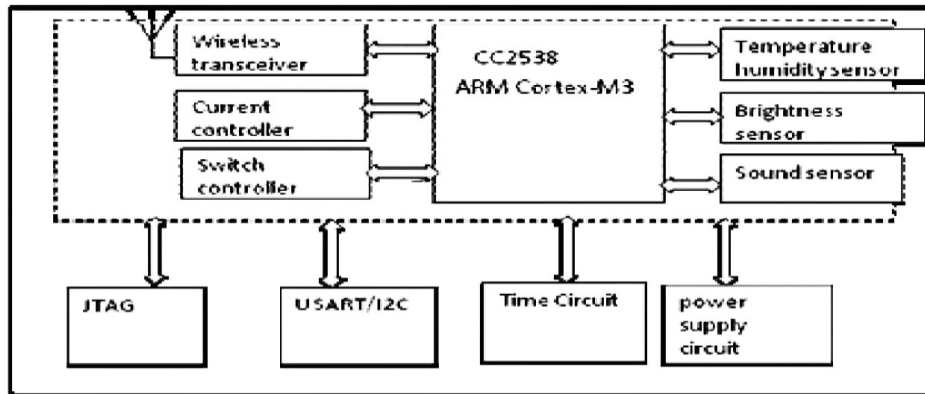 Wireless
transceiver
Current
controller
Switch
controller
CC2538
ARM Cortex-M3
Temperature
humidity sensor
Brightness
sensor
Sound sensor
JTAG
USART/I2C
Time Circuit
power
supply
circuit